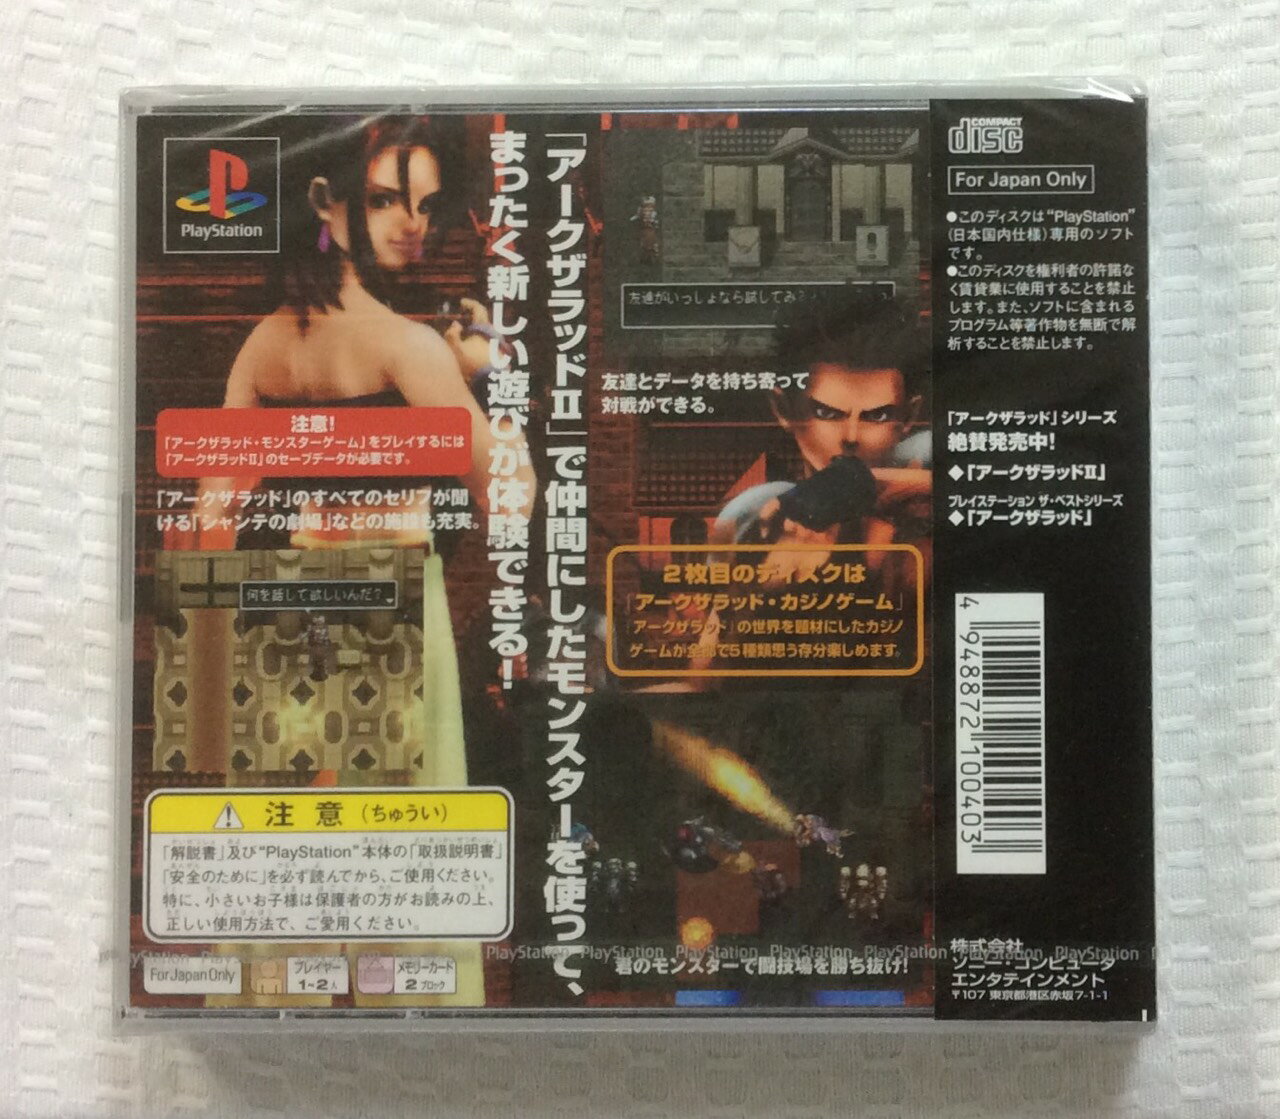 PlayStation
「アークザラッドII」で仲間にしたモンスターを使って、
まったく新しい遊びが体験できる!
友達がいっしょなら試してみ
友達とデータを持ち寄って
対戦ができる。
注意!
「アークザラッド・モンスターゲーム」をプレイするには
「アークザラッドII」のセーブデータが必要です。
「アークザラッド」のすべてのセリフが聞
ける「シャンテの劇場」などの施設も充実。
何を話して欲しいんだ?
2枚目のディスクは
「アークザラッド・カジノゲーム」
「アークザラッド」の世界を題材にしたカジノ
ゲームが全部で5種類思う存分楽しめます。
注意(ちゅうい)
「解説書」及び“PlayStation”本体の「取扱説明書」
「安全のために」を必ず読んでから、ご使用ください。
特に、小さいお子様は保護者の方がお読みの上、
正しい使用方法で、ご愛用ください。
PlayStation PlayStation PlayStation PlayStation PlayStation
君のモンスターで闘技場を勝ち抜け!
For Japan Only
プレイヤー
1~2人
メモリーカード
2ブロック
COMPACT
disc
For Japan Only
●このディスクは“PlayStation”
(日本国内仕様)専用のソフト
です。
●このディスクを権利者の許諾な
く賃貸業に使用することを禁止
します。また、ソフトに含まれる
プログラム等著作物を無断で解
析することを禁止します。
「アークザラッド」シリーズ
絶賛発売中!
◆「アークザラッドII」
プレイステーション ザ・ベストシリーズ
◆「アークザラッド」
4 948872 100403
株式会社
ソニー・コンピュータ
エンタテインメント
〒107 東京都港区赤坂7-1-1